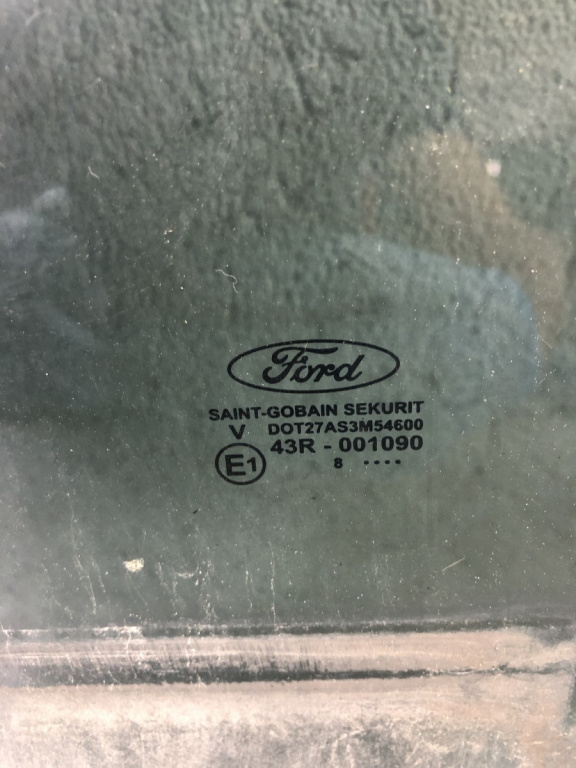 Ford
SAINT-GOBAIN SEKURIT
V DOT27AS3M54600
E1 43R - 001090
8 ····